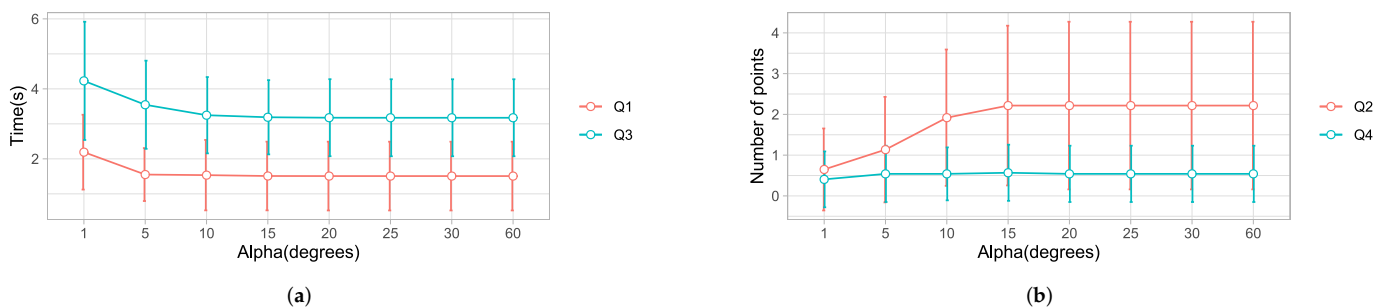 6
4
2
Time(s)
1 5 10 15 20 25 30 60
Alpha(degrees)
Q1
Q3
(a)
4
3
2
1
0
Number of points
1 5 10 15 20 25 30 60
Alpha(degrees)
Q2
Q4
(b)